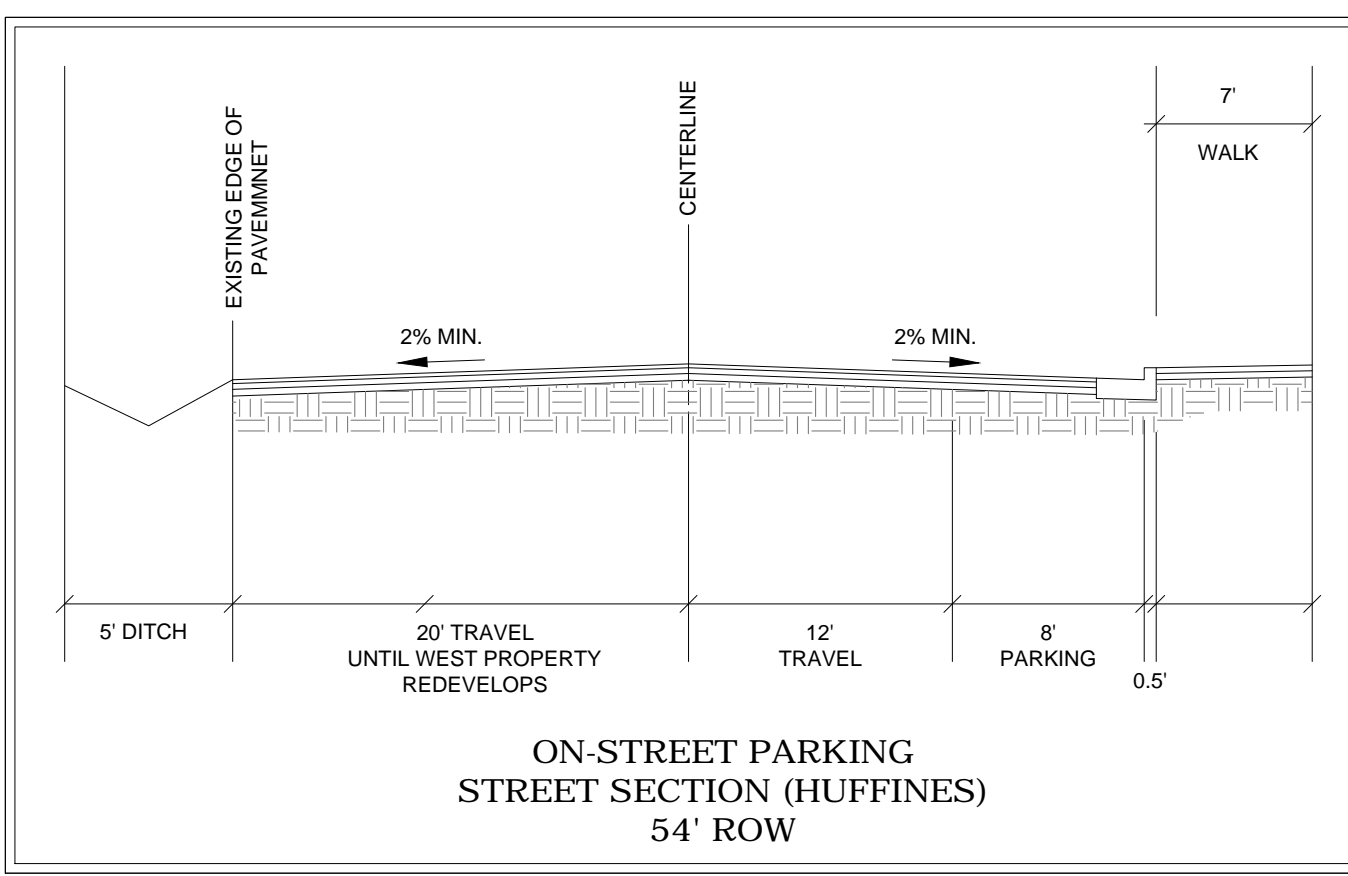 7'
WALK
EXISTING EDGE OF
PAVEMMNET
CENTERLINE
2% MIN.
2% MIN.
5' DITCH
20' TRAVEL
UNTIL WEST PROPERTY
REDEVELOPS
12'
TRAVEL
8'
PARKING
0.5'
ON-STREET PARKING
STREET SECTION (HUFFINES)
54' ROW